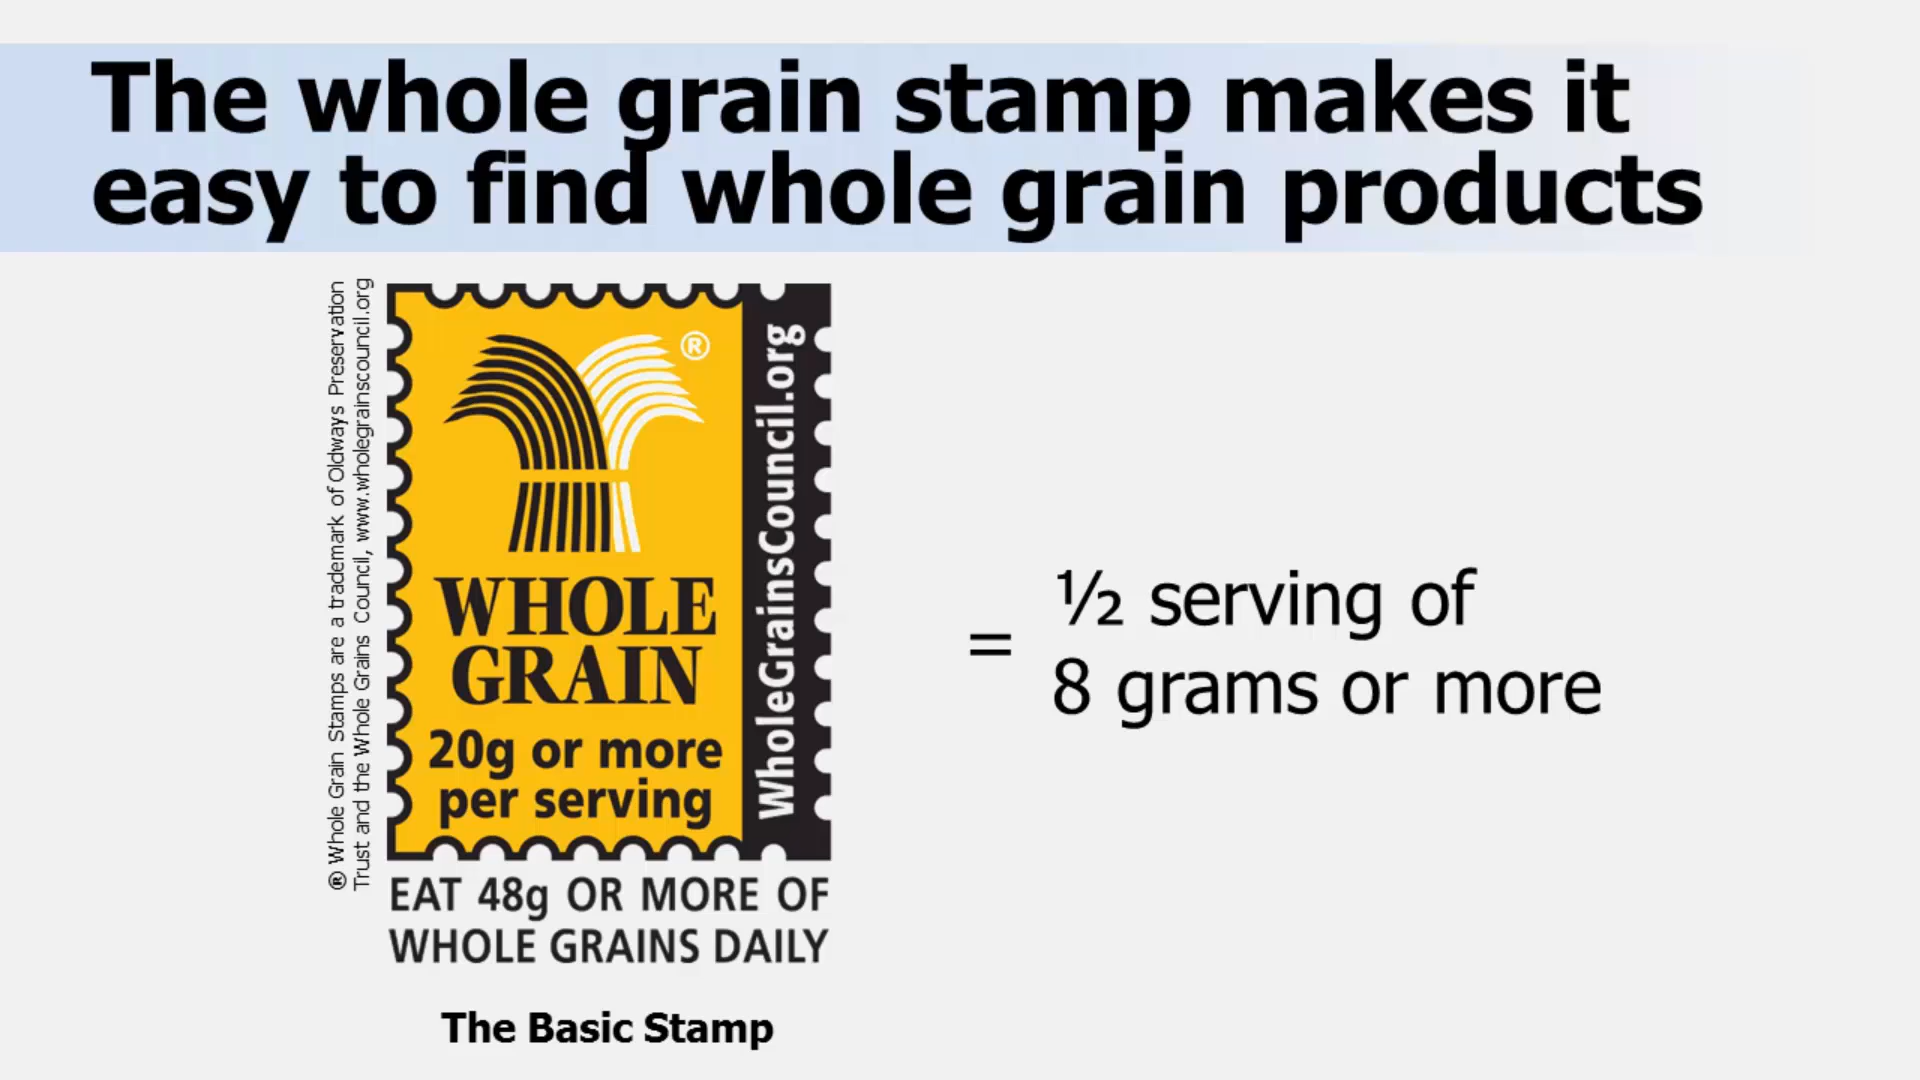 The whole grain stamp makes it
easy to find whole grain products
® Whole Grain Stamps are a trademark of Oldways Preservation
Trust and the Whole Grains Council, www.wholegrainscouncil.org
®
WHOLE
GRAIN
20g or more
per serving
WholeGrainsCouncil.org
EAT 48g OR MORE OF
WHOLE GRAINS DAILY
The Basic Stamp
= ½ serving of
8 grams or more